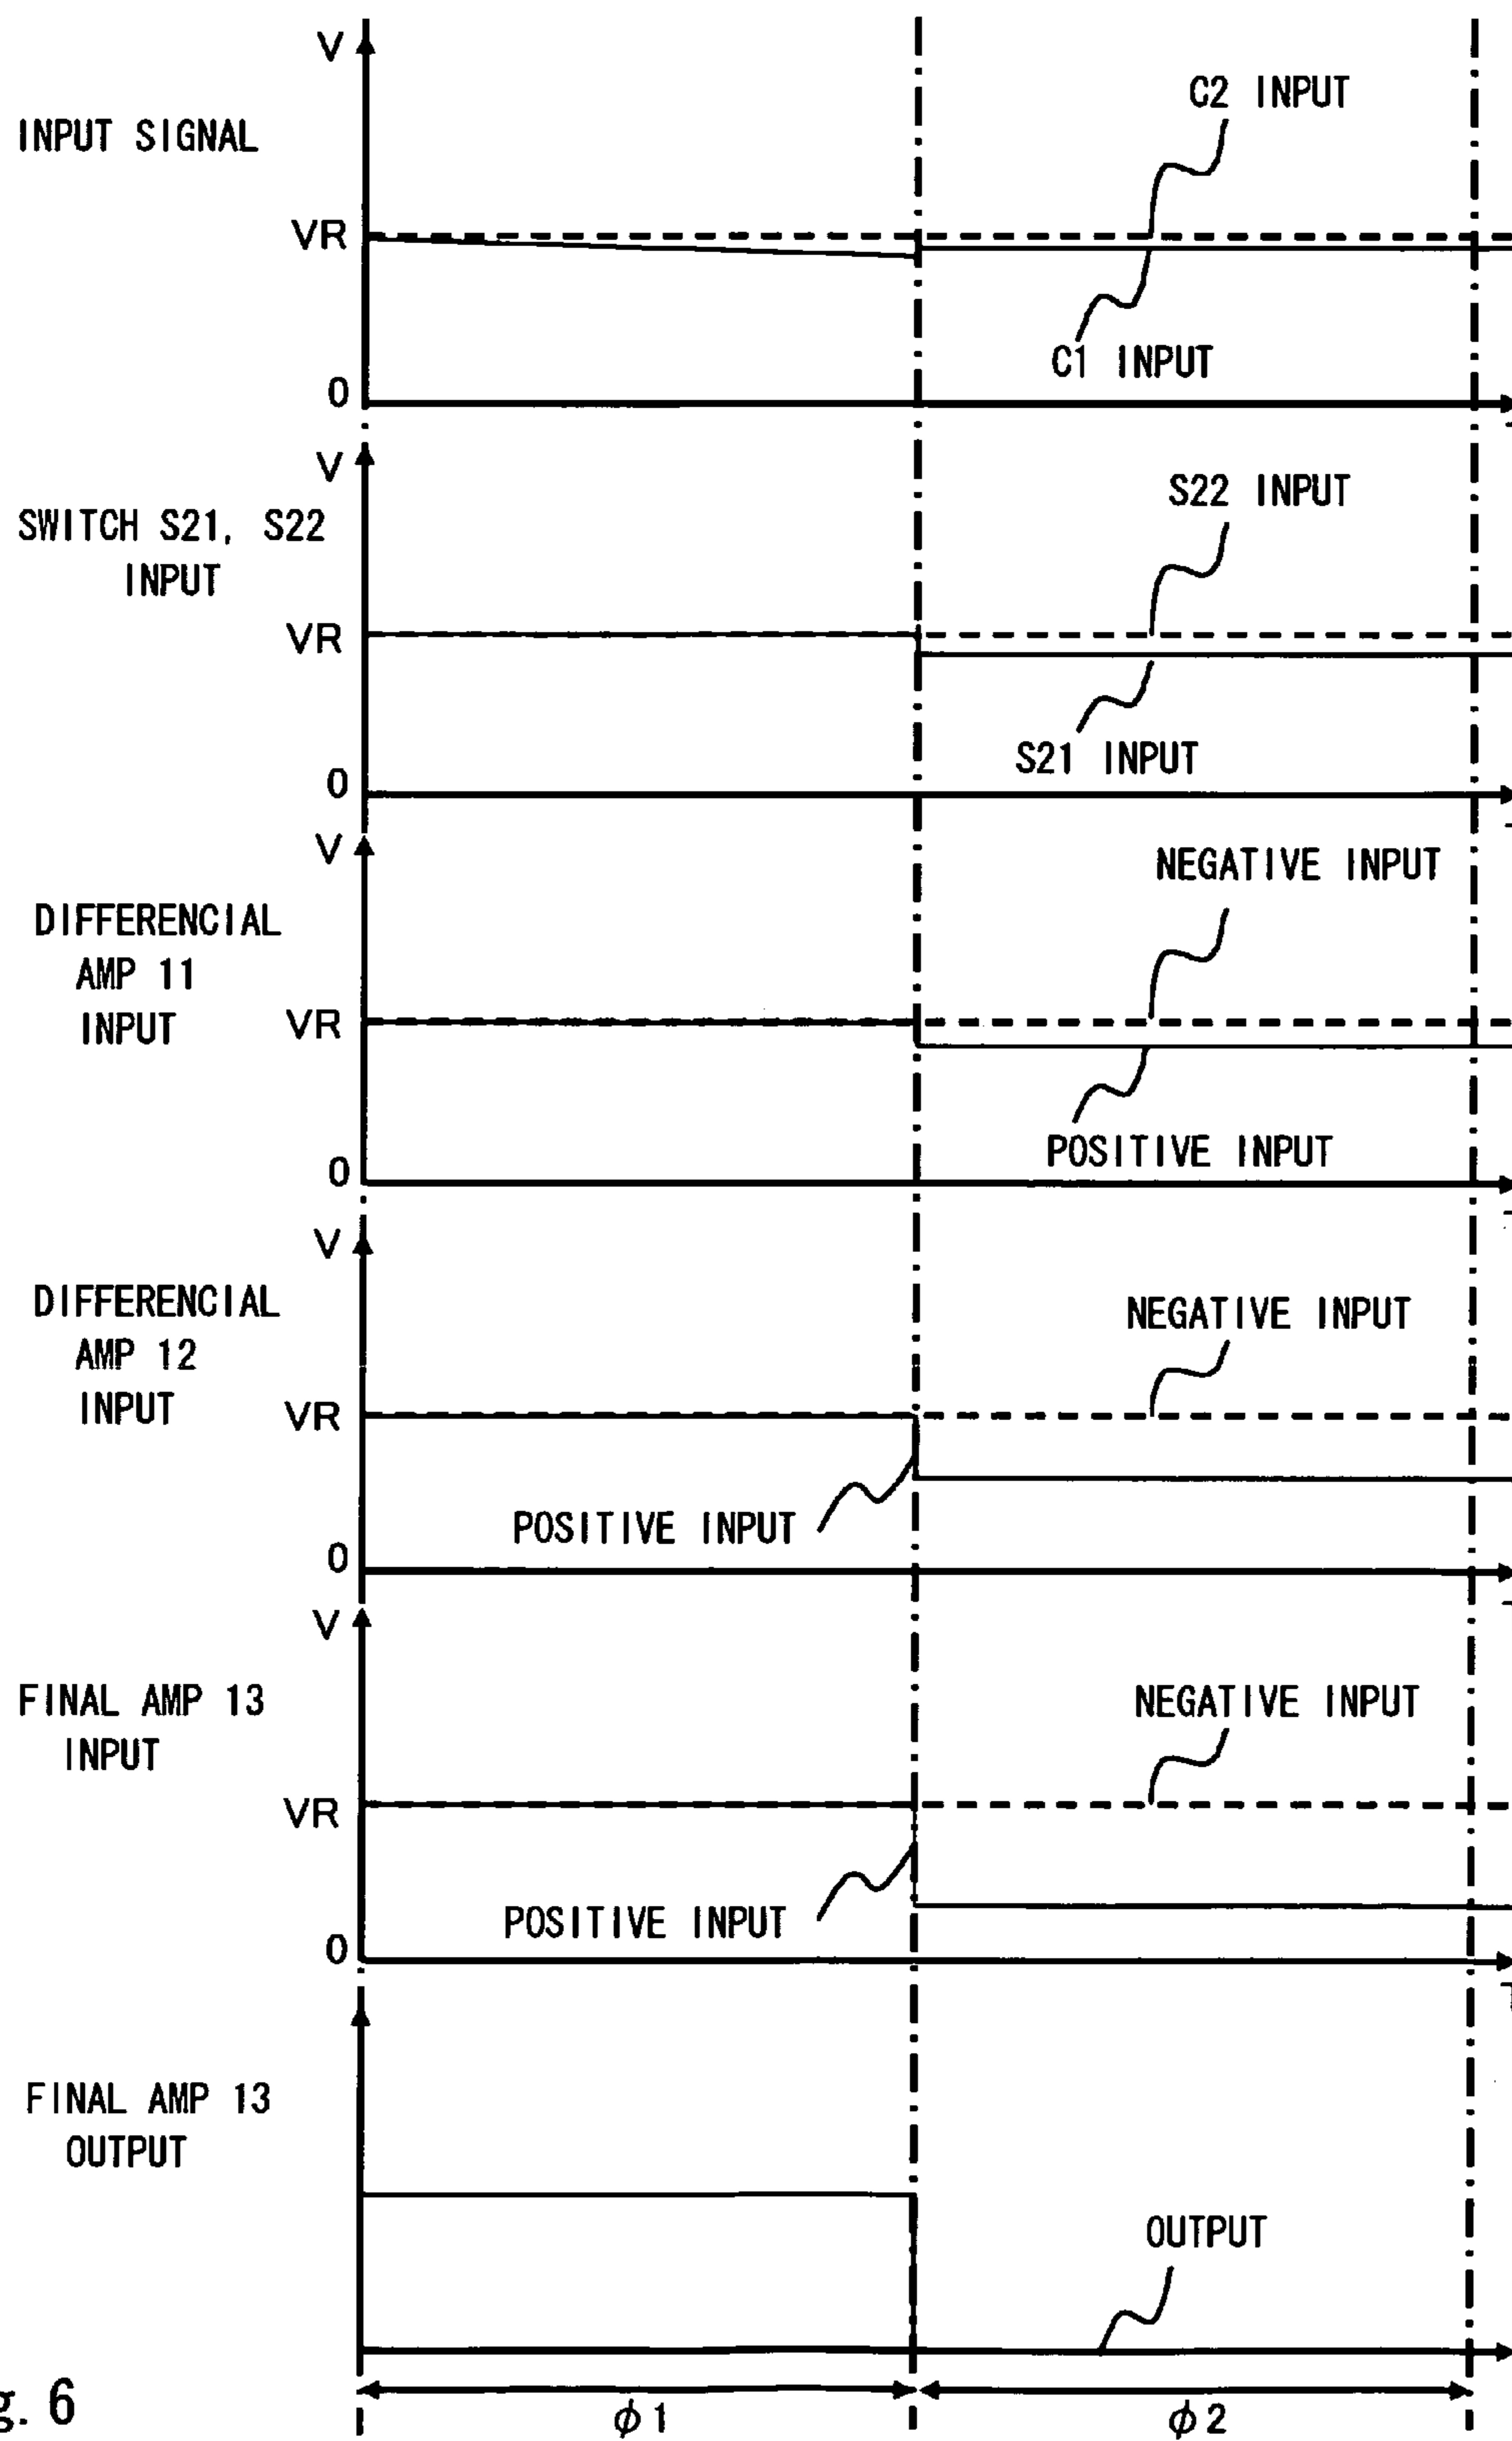 V
C2 INPUT
INPUT SIGNAL
VR
C1 INPUT
0
V
S22 INPUT
SWITCH S21, S22
INPUT
VR
S21 INPUT
0
V
NEGATIVE INPUT
DIFFERENCIAL
AMP 11
INPUT
VR
POSITIVE INPUT
0
V
NEGATIVE INPUT
DIFFERENCIAL
AMP 12
INPUT
VR
POSITIVE INPUT
0
V
NEGATIVE INPUT
FINAL AMP 13
INPUT
VR
POSITIVE INPUT
0
FINAL AMP 13
OUTPUT
OUTPUT
g. 6
φ1
φ2